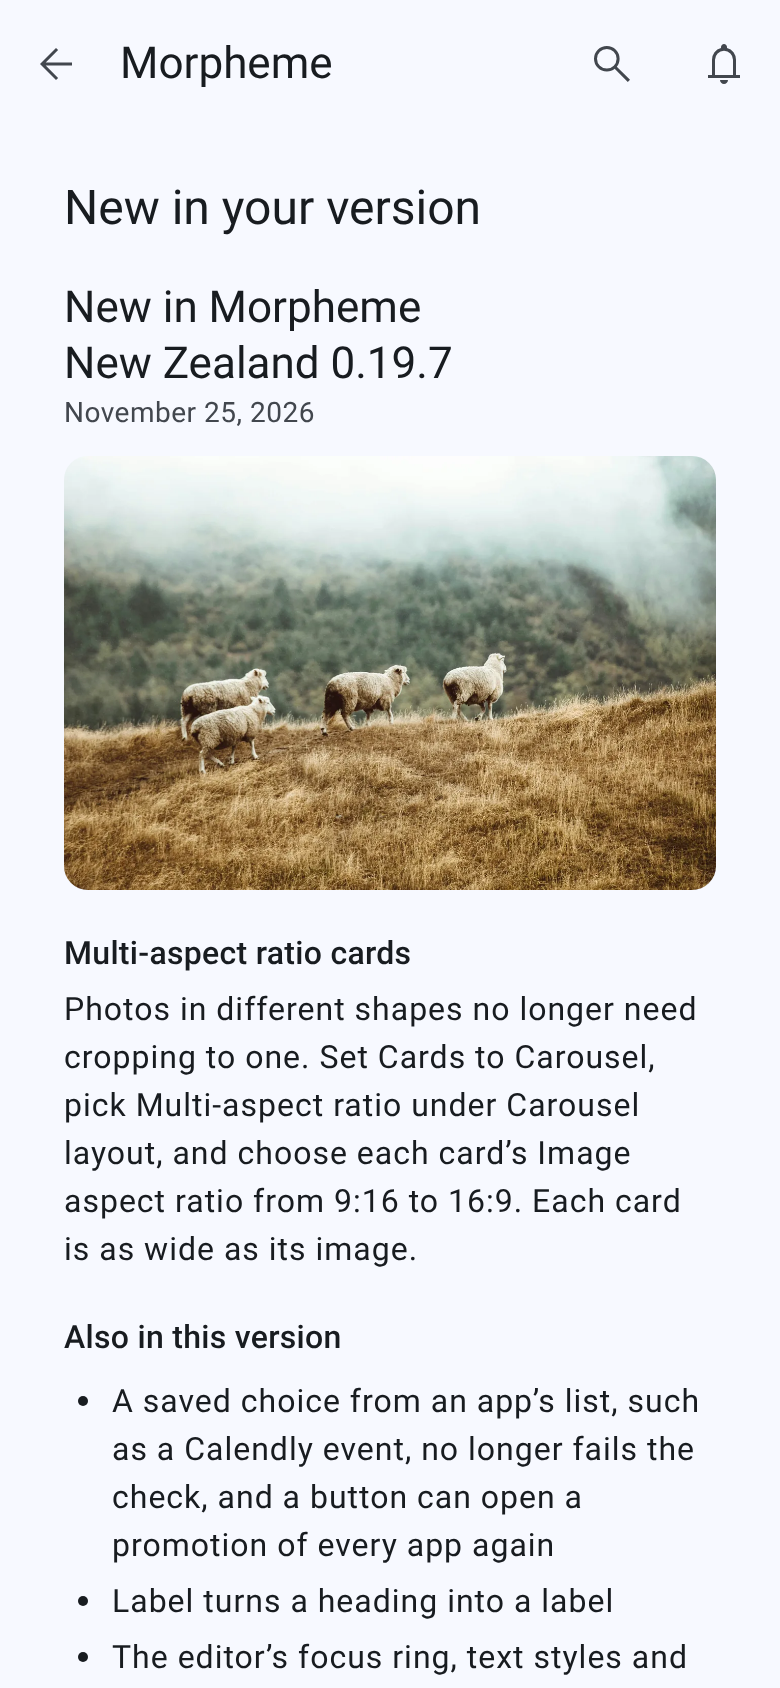 Morpheme
New in your version
New in Morpheme
New Zealand 0.19.7
November 25, 2026
Multi-aspect ratio cards
Photos in different shapes no longer need
cropping to one. Set Cards to Carousel,
pick Multi-aspect ratio under Carousel
layout, and choose each card’s Image
aspect ratio from 9:16 to 16:9. Each card
is as wide as its image.
Also in this version
• A saved choice from an app’s list, such
as a Calendly event, no longer fails the
check, and a button can open a
promotion of every app again
• Label turns a heading into a label
• The editor’s focus ring, text styles and